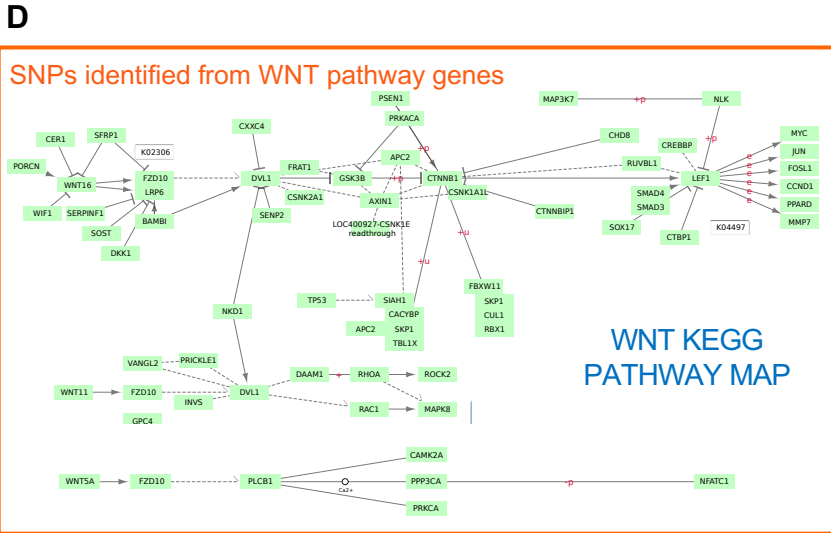 D
SNPs identified from WNT pathway genes
PSEN1
MAP3K7
+p
NLK
PRKACA
CXXC4
CER1
SFRP1
K02306
+p
CHD8
CREBBP
+p
MYC
JUN
FOSL1
CCND1
PPARD
MMP7
e
e
e
e
e
e
PORCN
WNT16
FZD10
LRP6
DVL1
FRAT1
GSK3B
+p
APC2
CTNNB1
RUVBL1
LEF1
CSNK2A1
AXIN1
CSNK1A1L
SMAD4
SMAD3
WIF1
SERPINF1
BAMBI
SENP2
LOC400927-CSNK1E
readthrough
CTNNBIP1
SOX17
CTBP1
K04497
SOST
DKK1
+u
+u
FBXW11
SKP1
CUL1
RBX1
TP53
SIAH1
CACYBP
SKP1
TBL1X
APC2
NKD1
WNT KEGG
PATHWAY MAP
VANGL2
PRICKLE1
DAAM1
+
RHOA
ROCK2
WNT11
FZD10
INVS
DVL1
RAC1
MAPK8
GPC4
CAMK2A
WNT5A
FZD10
PLCB1
Ca2+
PPP3CA
-p
NFATC1
PRKCA